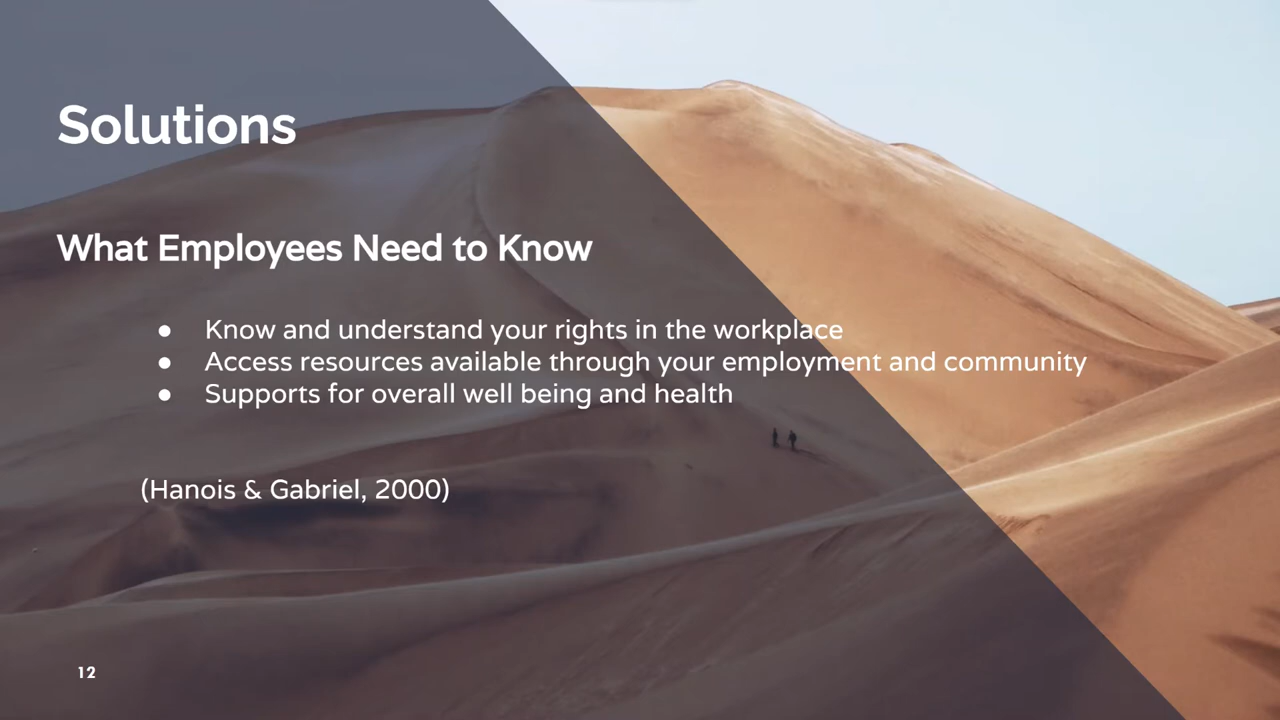 Solutions
What Employees Need to Know
● Know and understand your rights in the workplace
● Access resources available through your employment and community
● Supports for overall well being and health
(Hanois & Gabriel, 2000)
12